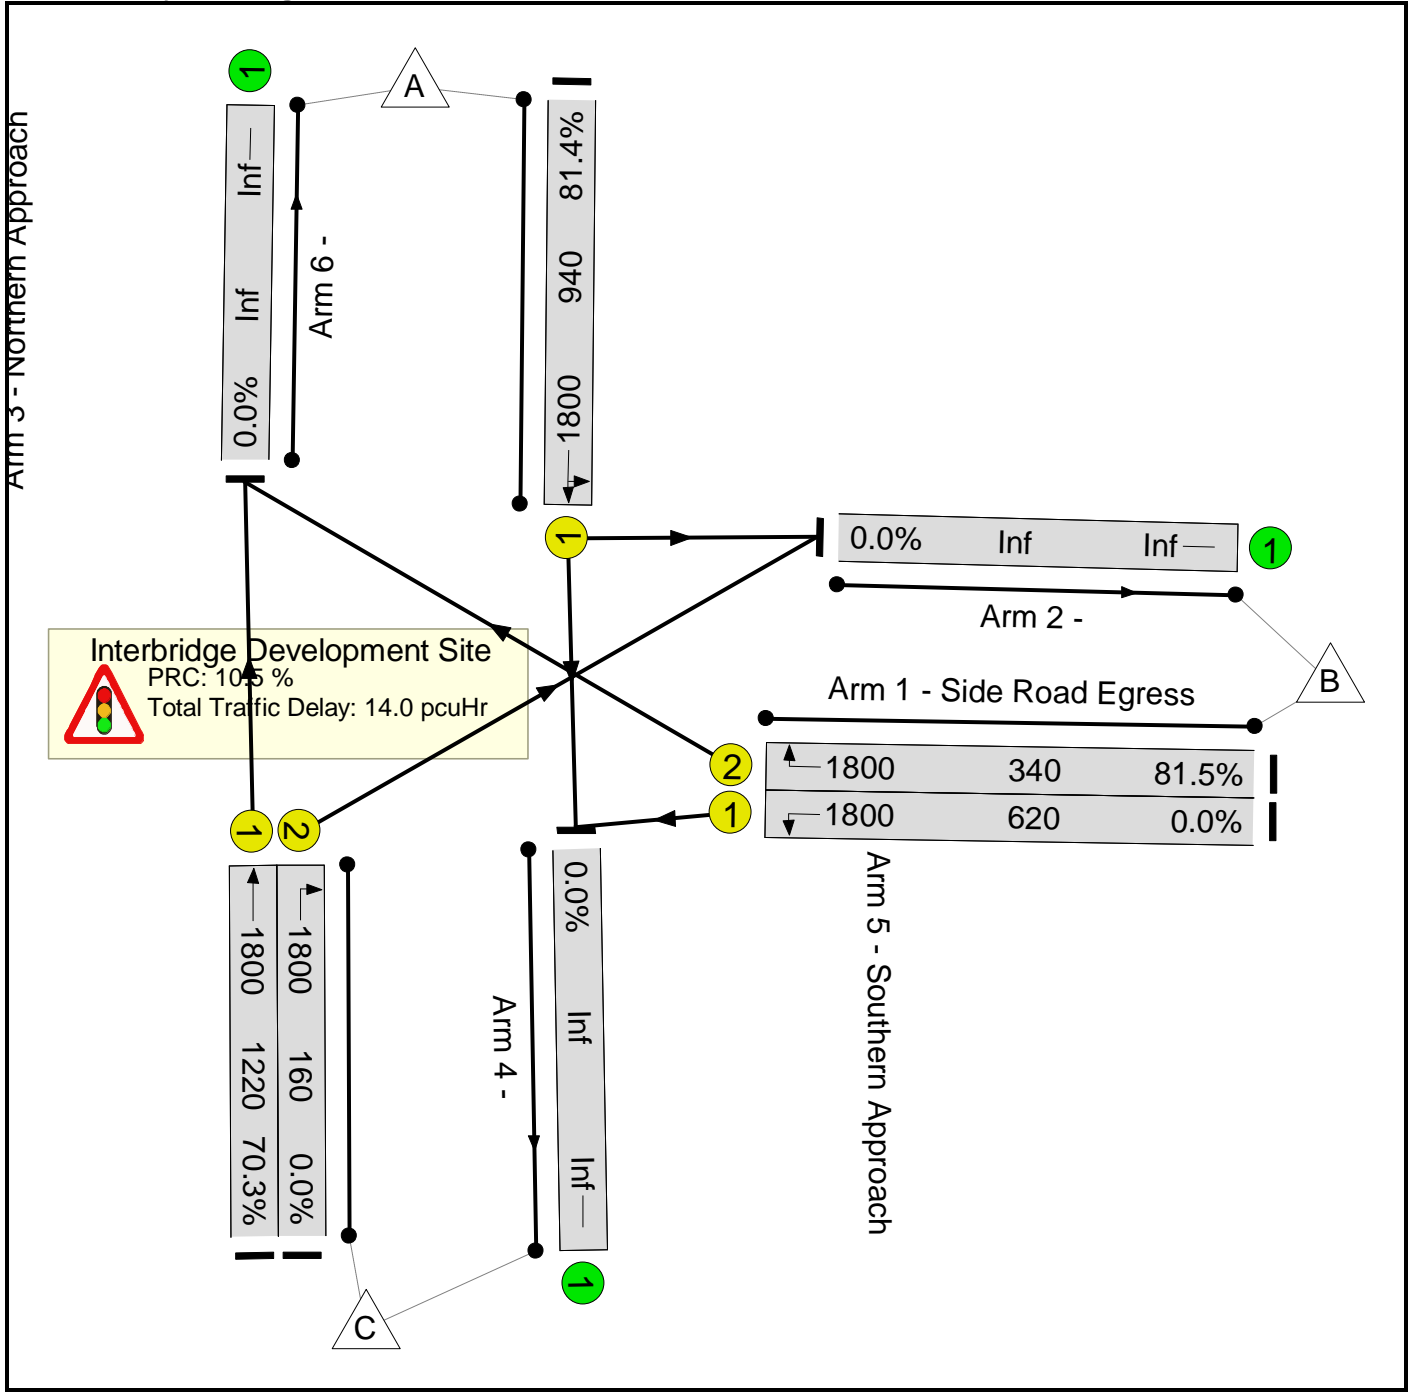 A
1
Inf
Inf
0.0%
Arm 6 -
81.4%
940
1800
1
Arm 3 - Northern Approach
0.0% Inf Inf
1
Arm 2 -
B
Interbridge Development Site
PRC: 10.5 %
Total Traffic Delay: 14.0 pcuHr
Arm 1 - Side Road Egress
2
1800 340 81.5%
1
1800 620 0.0%
1
2
1800 1220 70.3%
1800 160 0.0%
Arm 4 -
0.0% Inf Inf
1
Arm 5 - Southern Approach
C